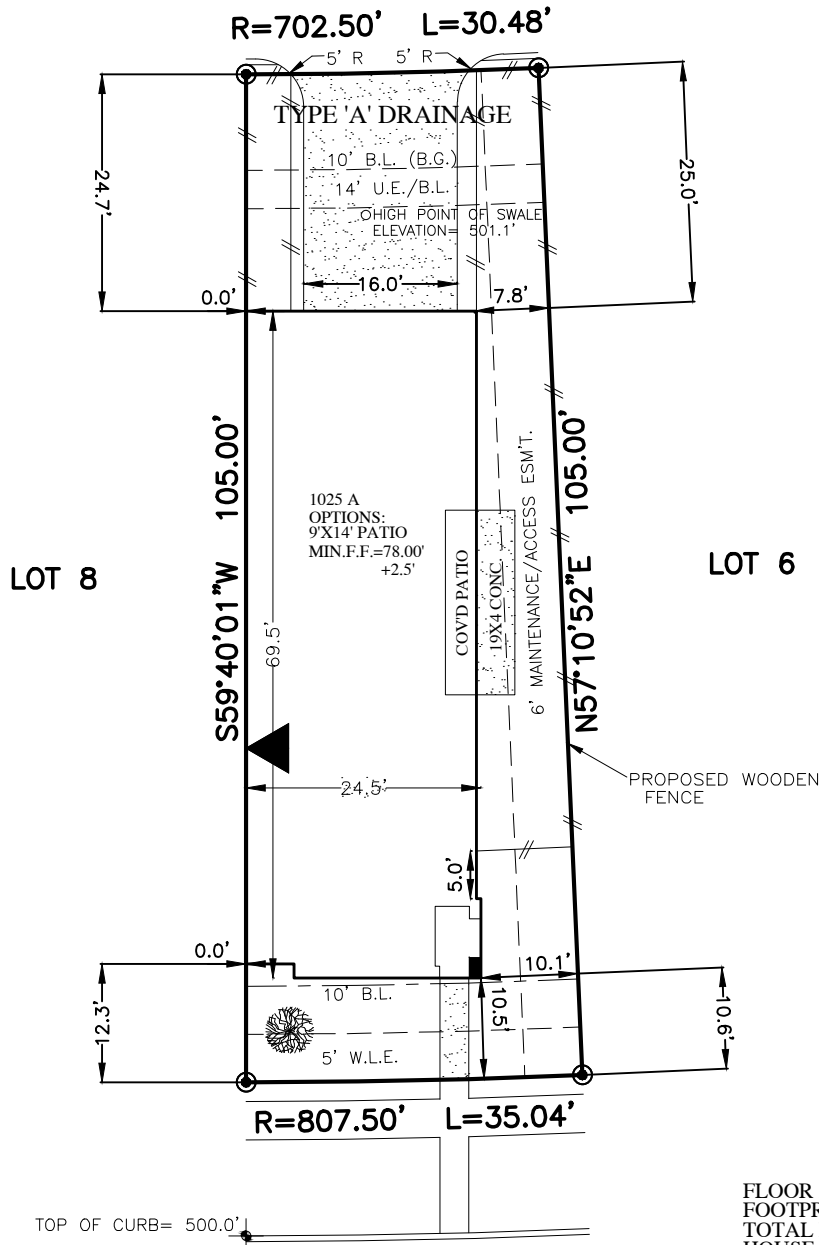 R=702.50' L=30.48'
5' R 5' R
TYPE 'A' DRAINAGE
10' B.L. (B.G.)
14' U.E./B.L.
HIGH POINT OF SWALE
ELEVATION= 501.1'
24.7'
25.0'
16.0'
0.0'
7.8'
S59°40'01"W 105.00'
N57°10'52"E 105.00'
69.5'
1025 A
OPTIONS:
9'X14' PATIO
MIN.F.F.=78.00'
+2.5'
COV'D PATIO
19X4 CONC
6' MAINTENANCE/ACCESS ESM'T.
LOT 8
LOT 6
PROPOSED WOODEN
FENCE
24.5'
5.0'
0.0'
10.1'
12.3'
10' B.L.
10.5'
10.6'
5' W.L.E.
R=807.50' L=35.04'
TOP OF CURB= 500.0'
FLOOR
FOOTPR
TOTAL
HOUSE